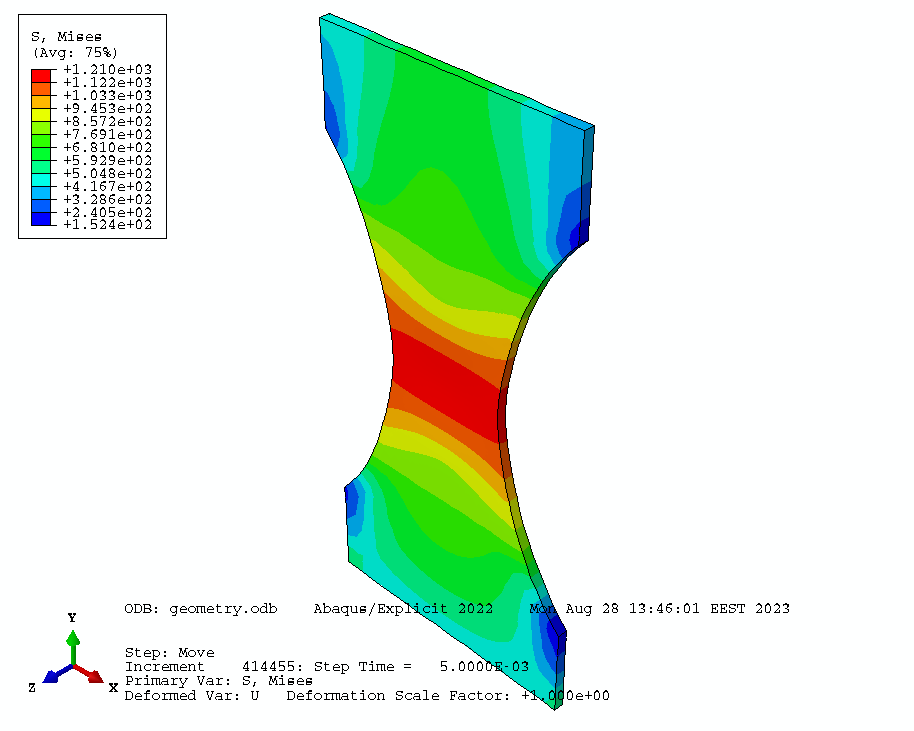 S, Mises
(Avg: 75%)
+1.210e+03
+1.122e+03
+1.033e+03
+9.453e+02
+8.572e+02
+7.691e+02
+6.810e+02
+5.929e+02
+5.048e+02
+4.167e+02
+3.286e+02
+2.405e+02
+1.524e+02
ODB: geometry.odb Abaqus/Explicit 2022 Mon Aug 28 13:46:01 EEST 2023
Y
Z X
Step: Move
Increment 414455: Step Time = 5.0000E-03
Primary Var: S, Mises
Deformed Var: U Deformation Scale Factor: +1.000e+00